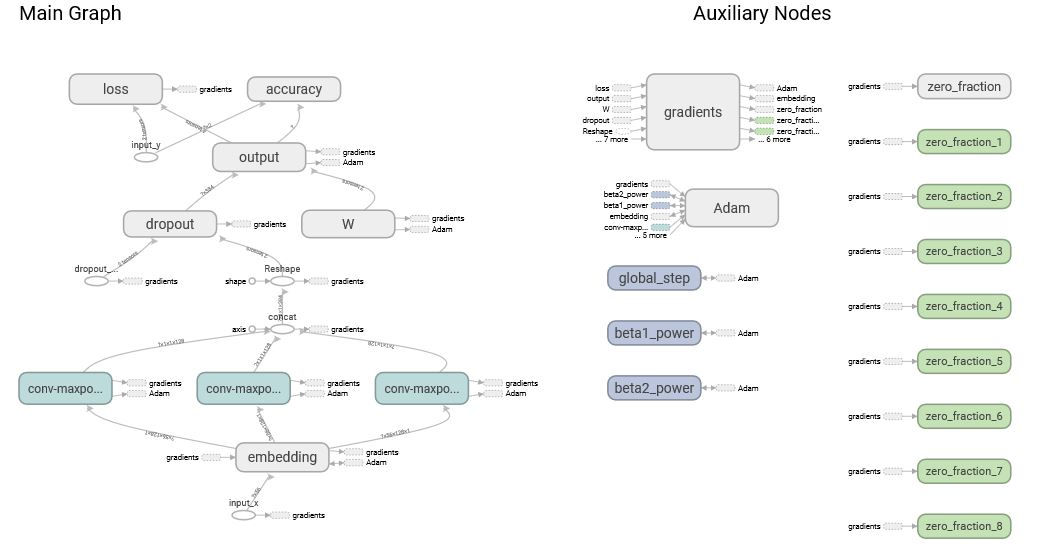 Main Graph
Auxiliary Nodes
loss
gradients
accuracy
input_y
output
gradients
Adam
dropout
gradients
W
gradients
Adam
dropout_...
gradients
Reshape
shape
gradients
concat
axis
gradients
conv-maxpo...
gradients
Adam
conv-maxpo...
gradients
Adam
conv-maxpo...
gradients
Adam
gradients
embedding
gradients
Adam
input_x
gradients
loss
output
W
dropout
Reshape
... 7 more
gradients
Adam
embedding
zero_fraction
zero_fracti...
zero_fracti...
... 6 more
gradients
beta2_power
beta1_power
embedding
conv-maxp...
... 5 more
Adam
global_step
Adam
beta1_power
Adam
beta2_power
Adam
gradients
zero_fraction
gradients
zero_fraction_1
gradients
zero_fraction_2
gradients
zero_fraction_3
gradients
zero_fraction_4
gradients
zero_fraction_5
gradients
zero_fraction_6
gradients
zero_fraction_7
gradients
zero_fraction_8